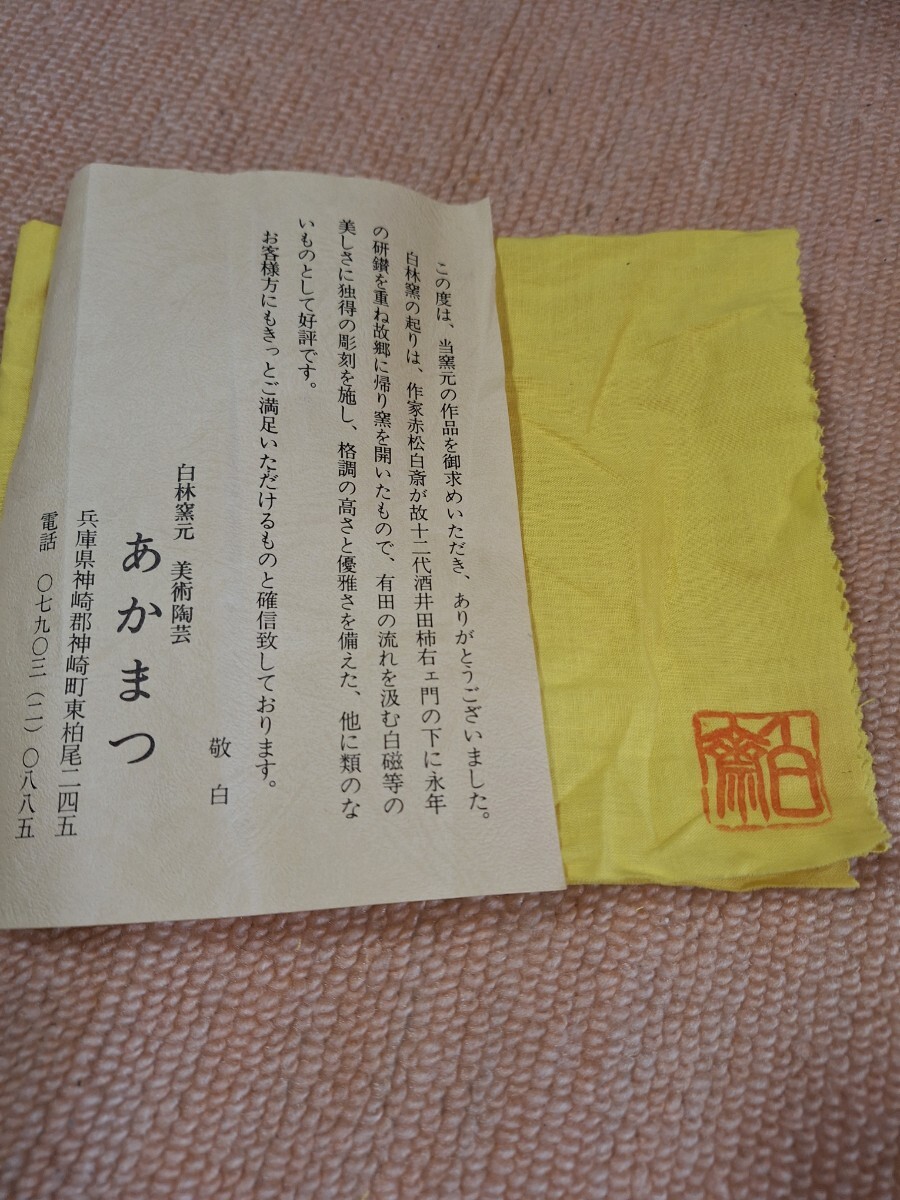 この度は、当窯元の作品を御求めいただき、ありがとうございました。
白林窯の起りは、作家赤松白斎が故十二代酒井田柿右ェ門の下に永年
の研鑚を重ね故郷に帰り窯を開いたもので、有田の流れを汲む白磁等の
美しさに独得の彫刻を施し、格調の高さと優雅さを備えた、他に類のな
いものとして好評です。
お客様方にもきっとご満足いただけるものと確信致しております。
敬白
白林窯元 美術陶芸
あかまつ
兵庫県神崎郡神崎町東柏尾二四五
電話 〇七九〇三(二)〇八八五
白齋